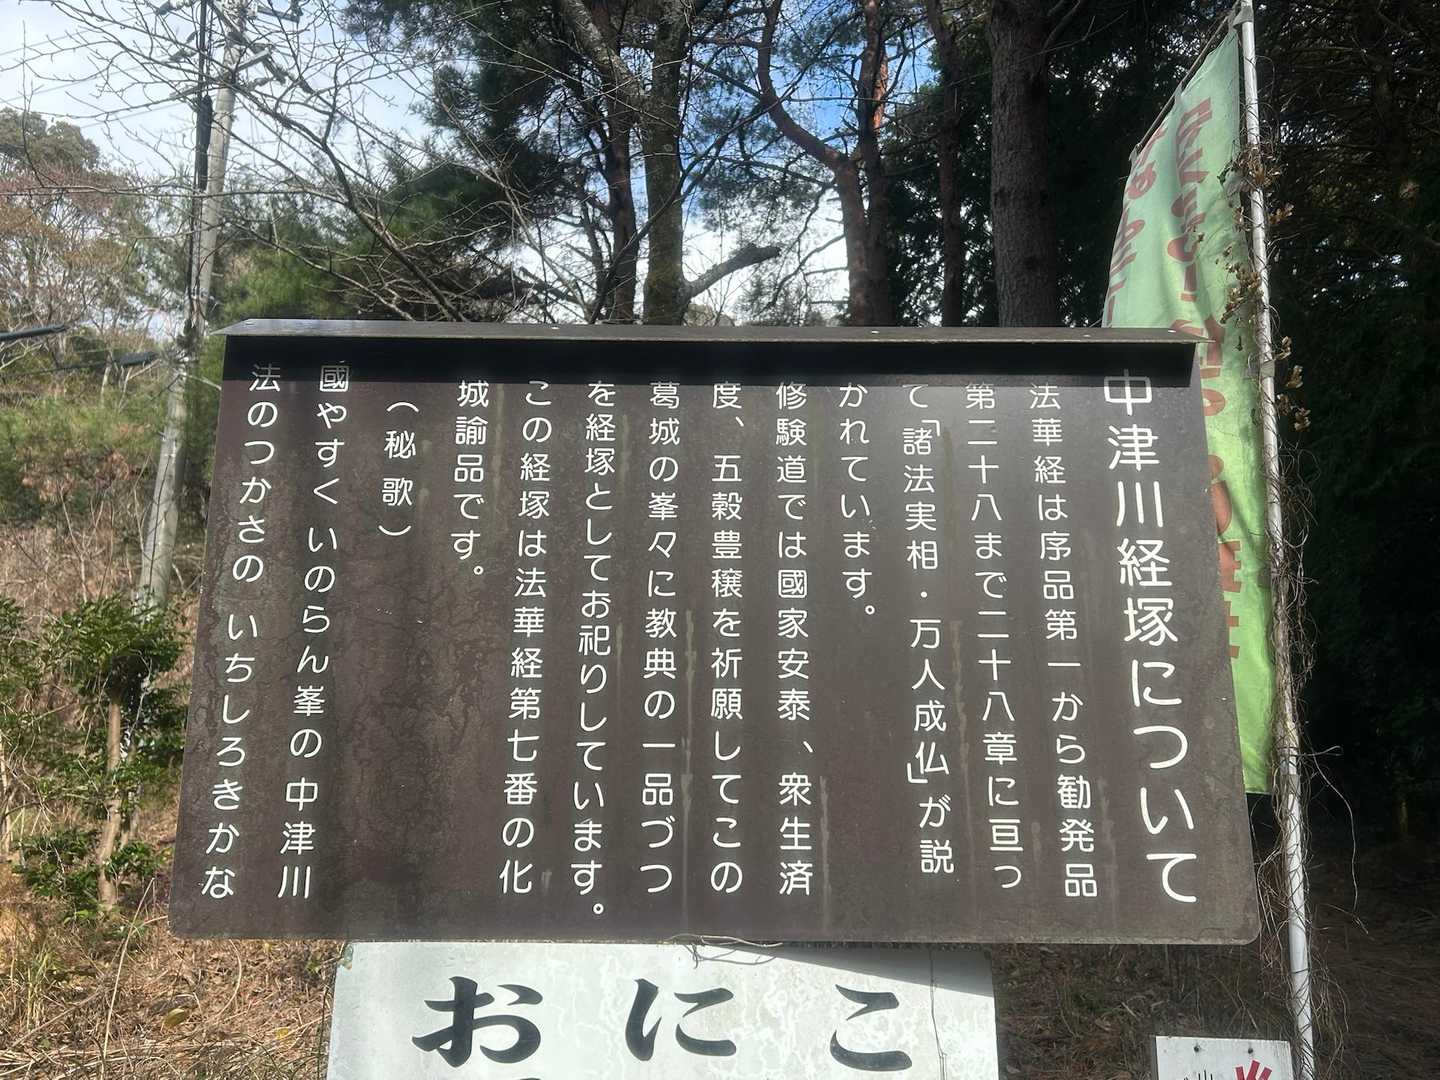 中津川経塚について
法華経は序品第一から勧発品
第二十八まで二十八章に亘っ
て「諸法実相・万人成仏」が説
かれています。
修験道では國家安泰、衆生済
度、五穀豊穣を祈願してこの
葛城の峯々に教典の一品づつ
を経塚としてお祀りしています。
この経塚は法華経第七番の化
城諭品です。
（秘歌）
國やすく いのらん峯の 中津川
法のつかさの いちしろきかな
こ
に
お